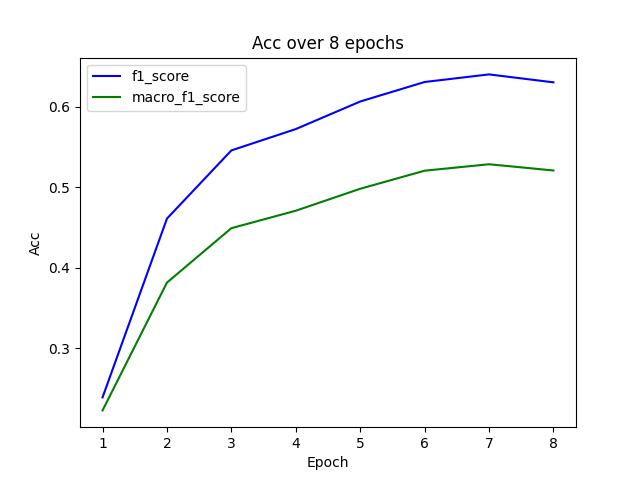 Acc over 8 epochs
f1_score
macro_f1_score
0.6
0.5
0.4
0.3
Acc
1 2 3 4 5 6 7 8
Epoch